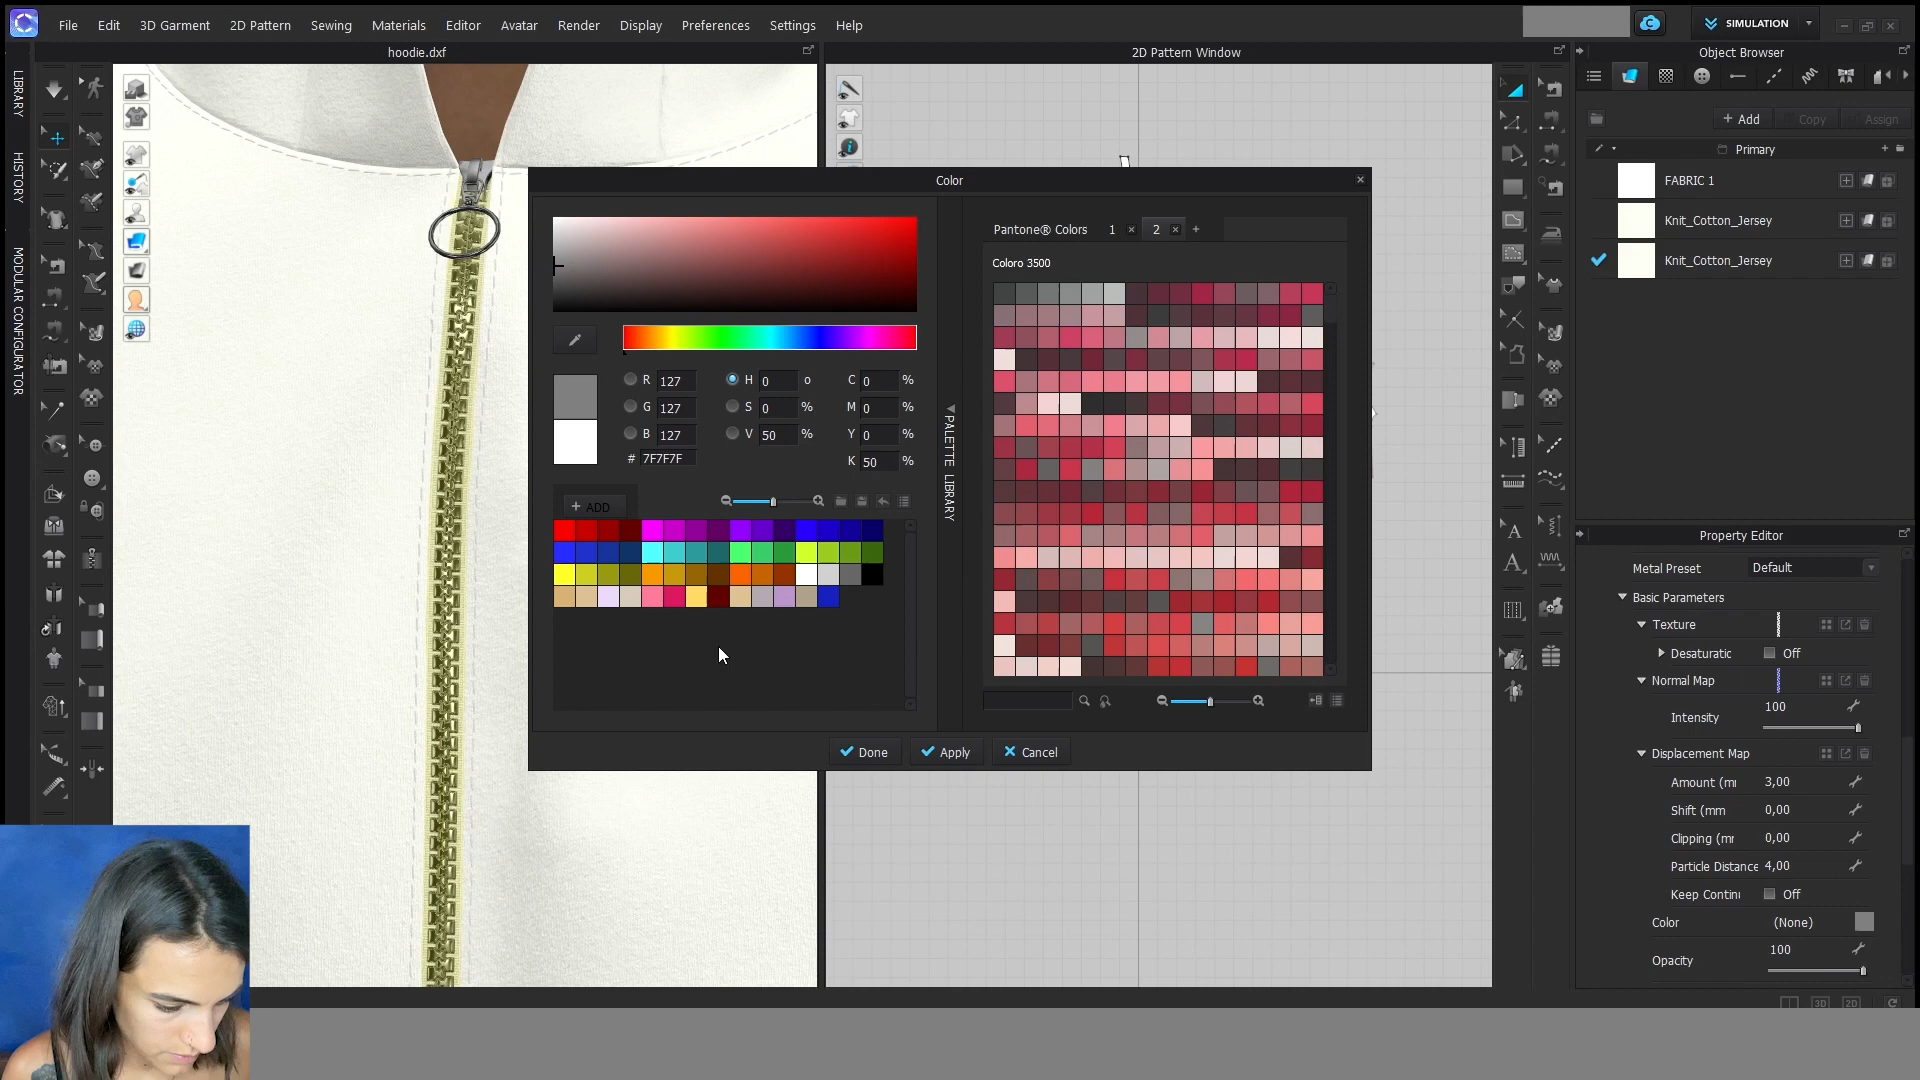 File Edit 3D Garment 2D Pattern Sewing Materials Editor Avatar Render Display Preferences Settings Help
SIMULATION
hoodie.dxf
2D Pattern Window
Object Browser
LIBRARY
HISTORY
MODULAR CONFIGURATOR
+ Add Copy Assign
Primary
FABRIC 1
Knit_Cotton_Jersey
Knit_Cotton_Jersey
Color
R 127 H 0 o C 0 %
G 127 S 0 % M 0 %
B 127 V 50 % Y 0 %
# 7F7F7F K 50 %
+ ADD
PALETTE LIBRARY
Pantone® Colors 1 2 +
Coloro 3500
Done Apply Cancel
Property Editor
Metal Preset Default
Basic Parameters
Texture
Desaturatic Off
Normal Map
Intensity 100
Displacement Map
Amount (m 3,00
Shift (mm 0,00
Clipping (mr 0,00
Particle Distance 4,00
Keep Contin Off
Color (None)
Opacity 100
3D 2D